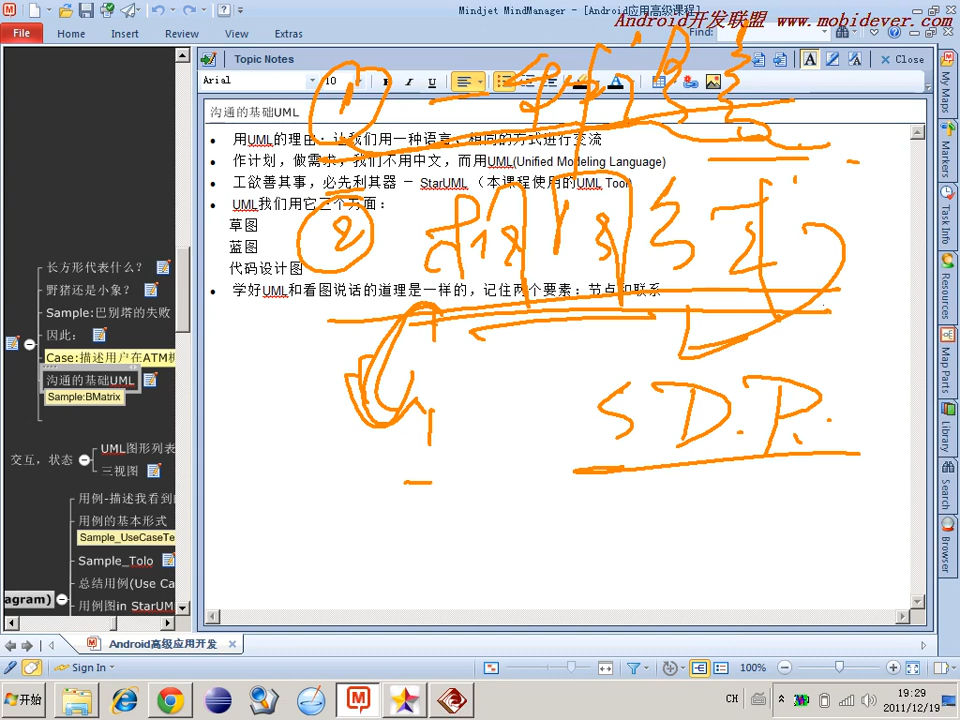 Mindjet MindManager - [Android应用高级课程]
Android开发联盟 www.mobidever.com
File Home Insert Review View Extras Find:
Topic Notes Close
Arial 10
沟通的基础UML
用UML的理由：让我们用一种语言、相同的方式进行交流
作计划，做需求，我们不用中文，而用UML(Unified Modeling Language)
工欲善其事，必先利其器 － StarUML （本课程使用的UML Tool
UML我们用它三个方面：
草图
蓝图
代码设计图
学好UML和看图说话的道理是一样的，记住两个要素：节点和联系
①
②
S D.P.
长方形代表什么？
野猪还是小象？
Sample:巴别塔的失败
因此：
Case:描述用户在ATM机
沟通的基础UML
Sample:BMatrix
UML图形列表
交互，状态
三视图
用例-描述我看到的
用例的基本形式
Sample_UseCaseTe
Sample_Tolo
总结用例(Use Ca
agram)
用例图in StarUM
My Maps
Markers
Task Info
Resources
Map Parts
Library
Search
Browser
Android高级应用开发
Sign In 100%
开始 CH 19:29
2011/12/19